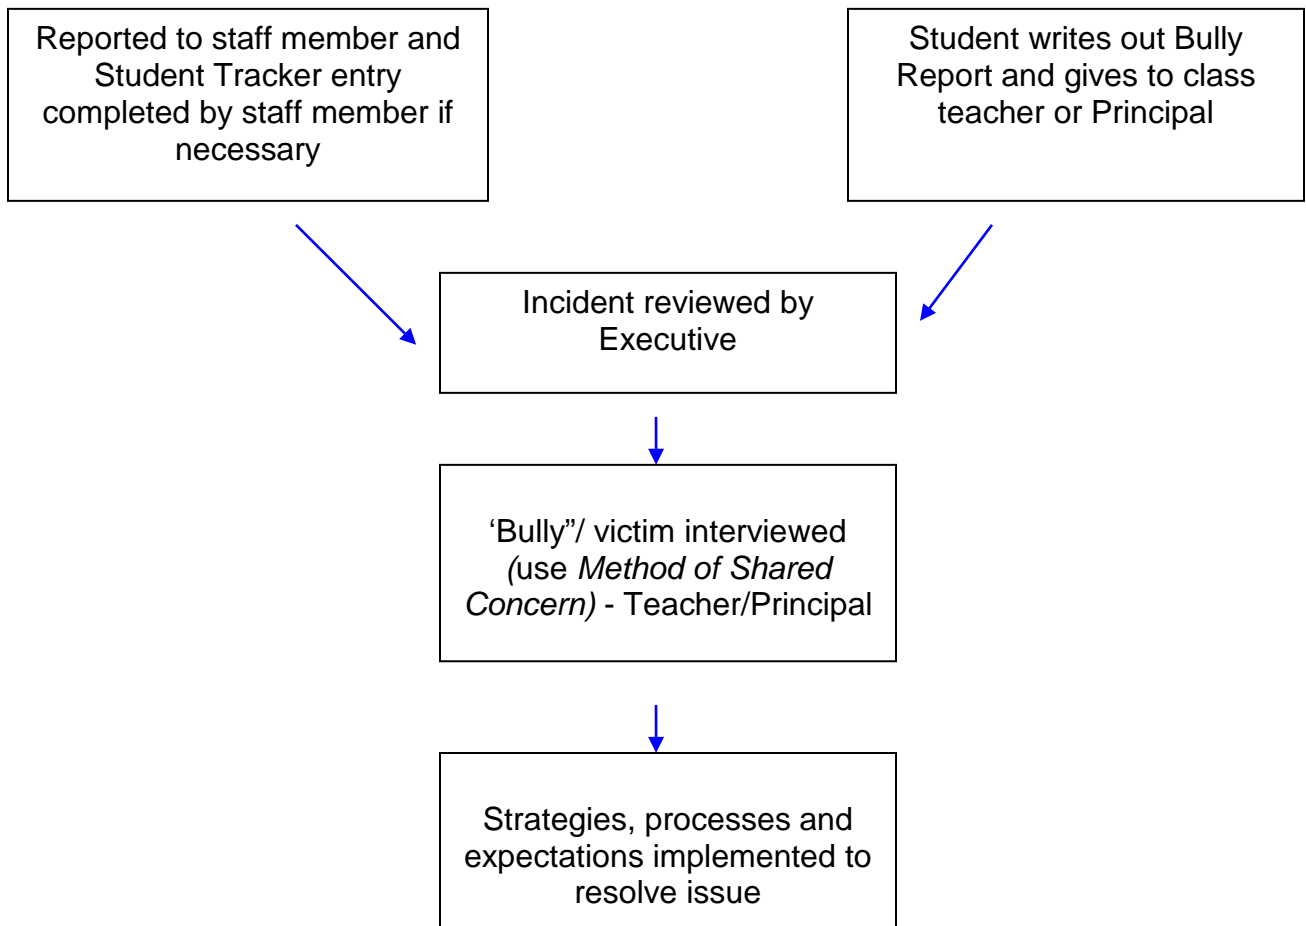 Reported to staff member and
Student Tracker entry
completed by staff member if
necessary
Student writes out Bully
Report and gives to class
teacher or Principal
Incident reviewed by
Executive
‘Bully”/ victim interviewed
(use Method of Shared
Concern) - Teacher/Principal
Strategies, processes and
expectations implemented to
resolve issue